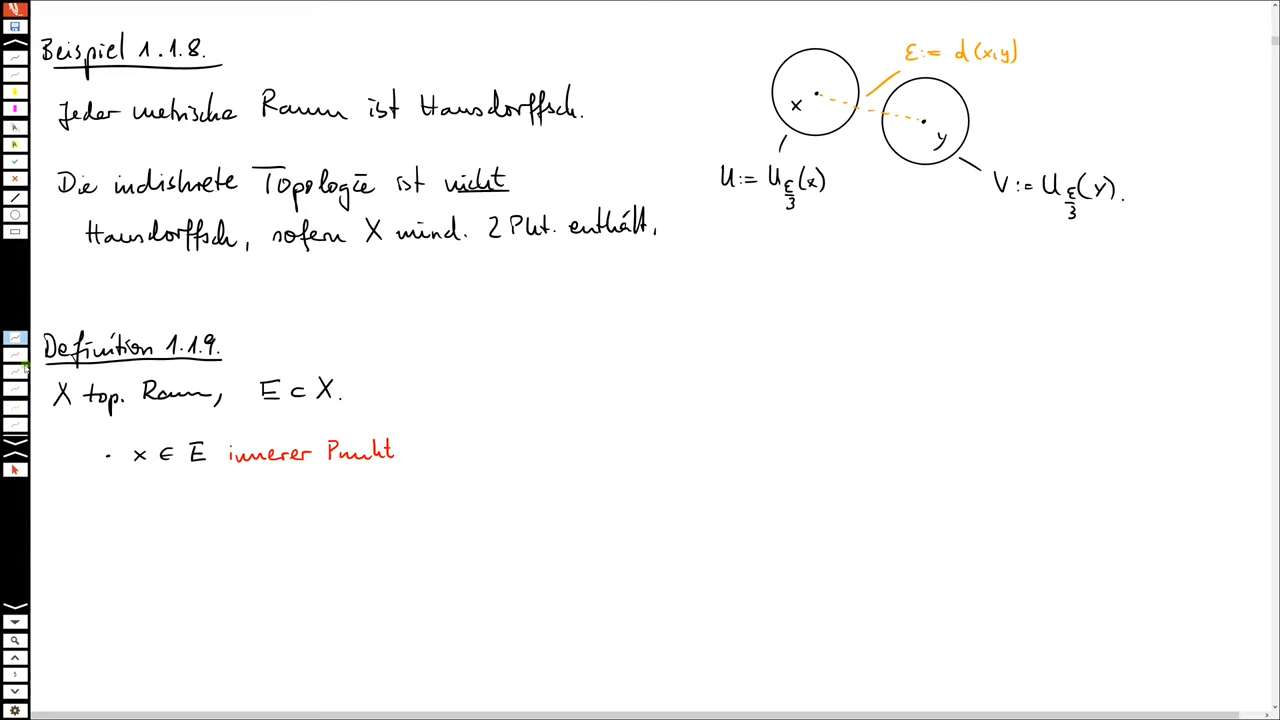 Beispiel 1.1.8.
Jeder metrische Raum ist Hausdorffsch.
Die indiskrete Topologie ist nicht
Hausdorffsch, sofern X mind. 2 Pkt. enthält.
ε := d(x,y)
x
y
U := U_{ε/3}(x)
V := U_{ε/3}(y).
Definition 1.1.9.
X top. Raum, E ⊂ X.
· x ∈ E innerer Punkt